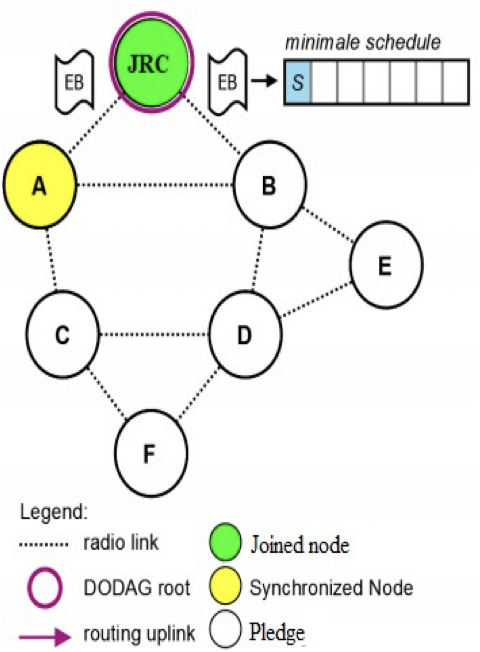 minimale schedule
JRC
EB
EB
S
A
B
E
C
D
F
Legend:
radio link
Joined node
DODAG root
Synchronized Node
routing uplink
Pledge